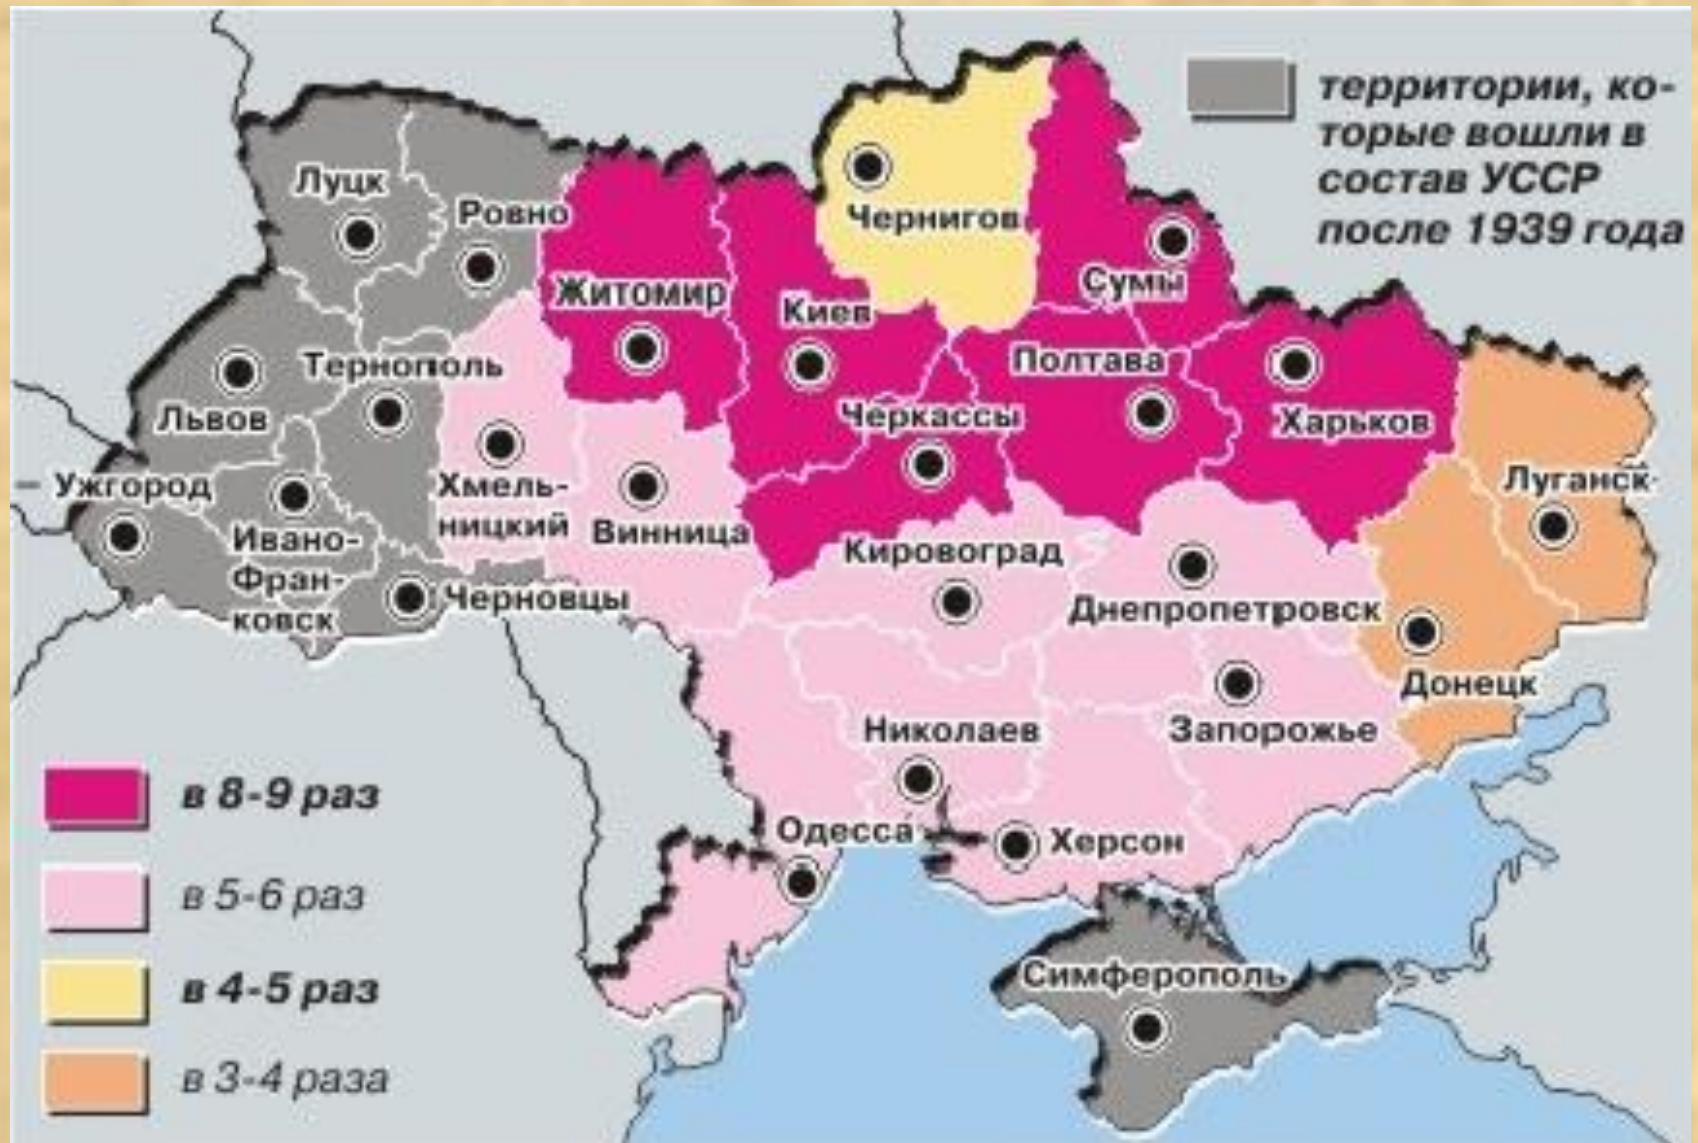 территории, ко-
торые вошли в
состав УССР
после 1939 года
Луцк
Ровно
Житомир
Киев
Чернигов
Сумы
Тернополь
Львов
Полтава
Черкассы
Харьков
Ужгород
Ивано-
Фран-
ковск
Хмель-
ницкий
Винница
Кировоград
Луганск
Черновцы
Днепропетровск
Донецк
Николаев
Запорожье
Одесса
Херсон
Симферополь
в 8-9 раз
в 5-6 раз
в 4-5 раз
в 3-4 раза